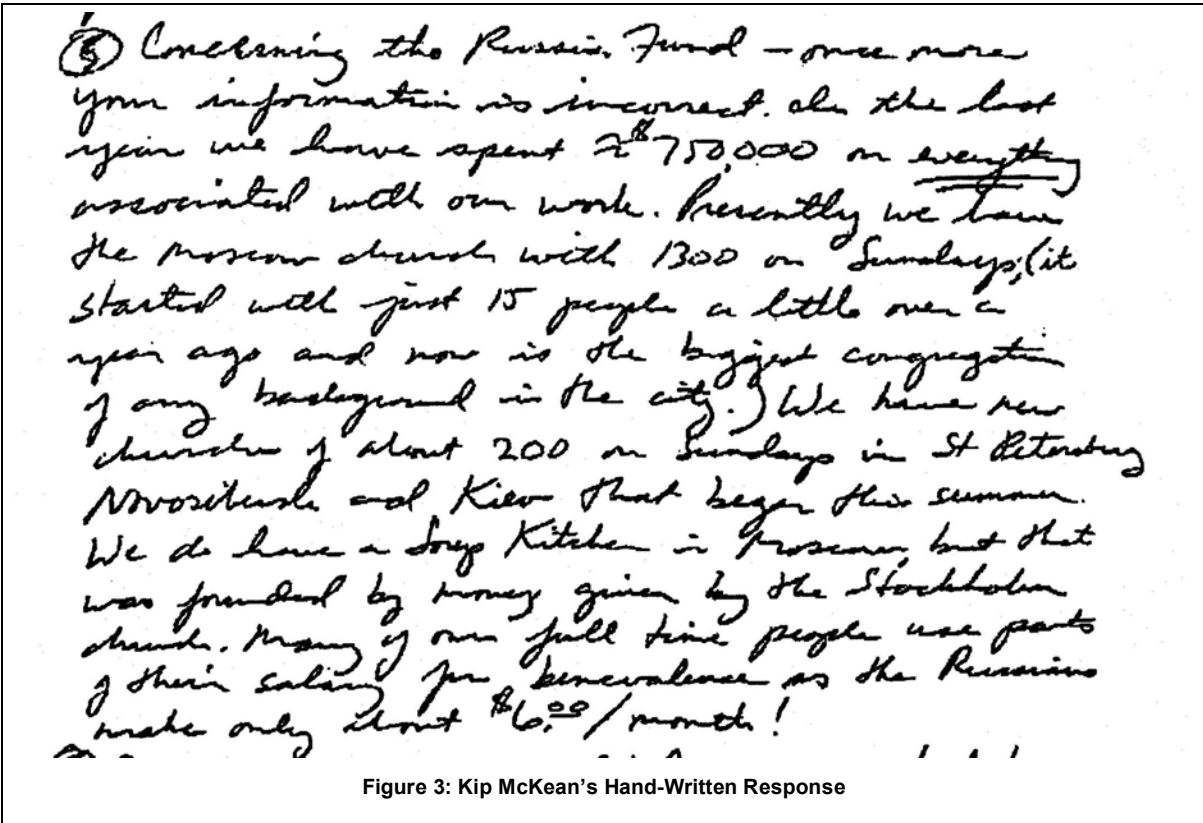 ⑤ Concerning the Russia Fund – once more
your information is incorrect. In the last
year we have spent ≈ $750,000 on everything
associated with our work. Presently we have
the Moscow church with 1300 on Sundays; (it
started with just 15 people a little over a
year ago and now is the biggest congregation
of any background in the city.) We have new
churches of about 200 on Sundays in St Petersburg
Novosibirsk and Kiev that began this summer.
We do have a Soup Kitchen in Moscow, but that
was founded by money given by the Stockholm
church. Many of our full time people use parts
of their salary for benevalence as the Russians
make only about $6.00/month!
Figure 3: Kip McKean's Hand-Written Response